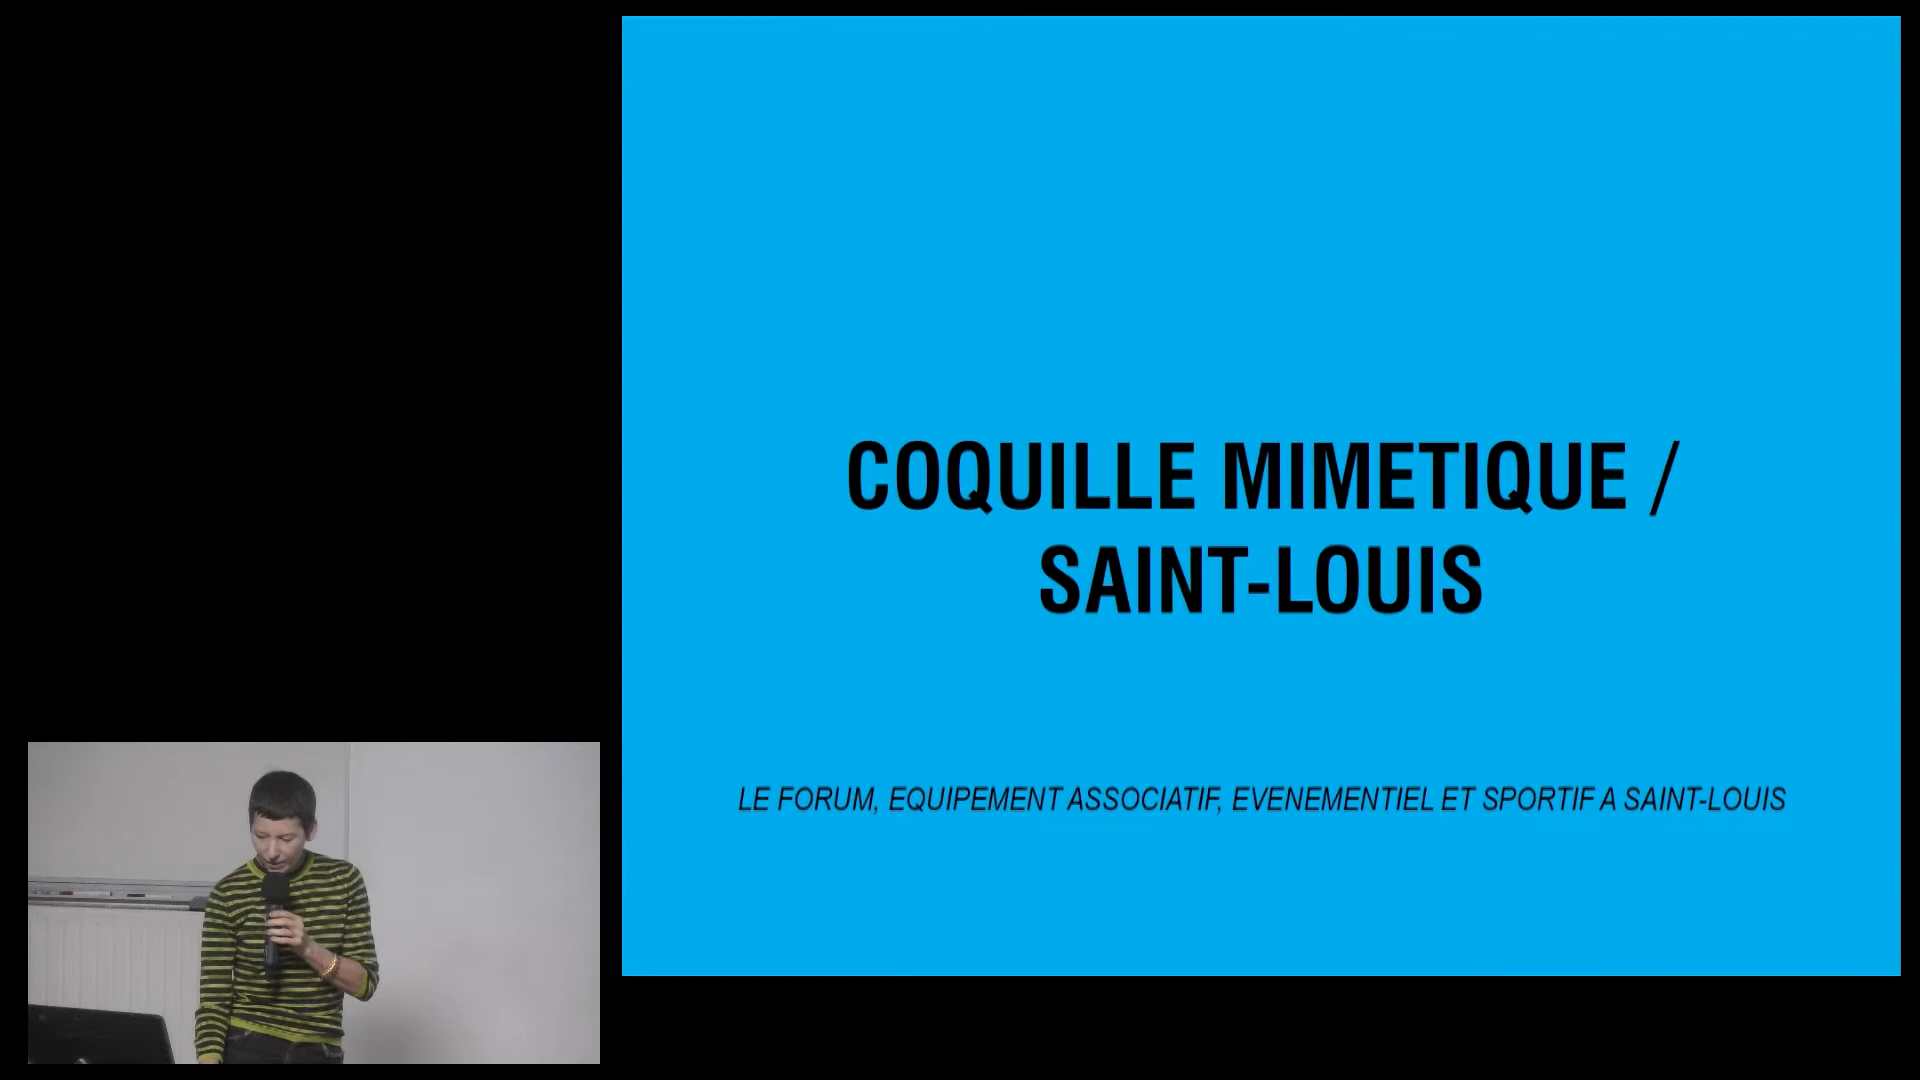 COQUILLE MIMETIQUE /
SAINT-LOUIS
LE FORUM, EQUIPEMENT ASSOCIATIF, EVENEMENTIEL ET SPORTIF A SAINT-LOUIS